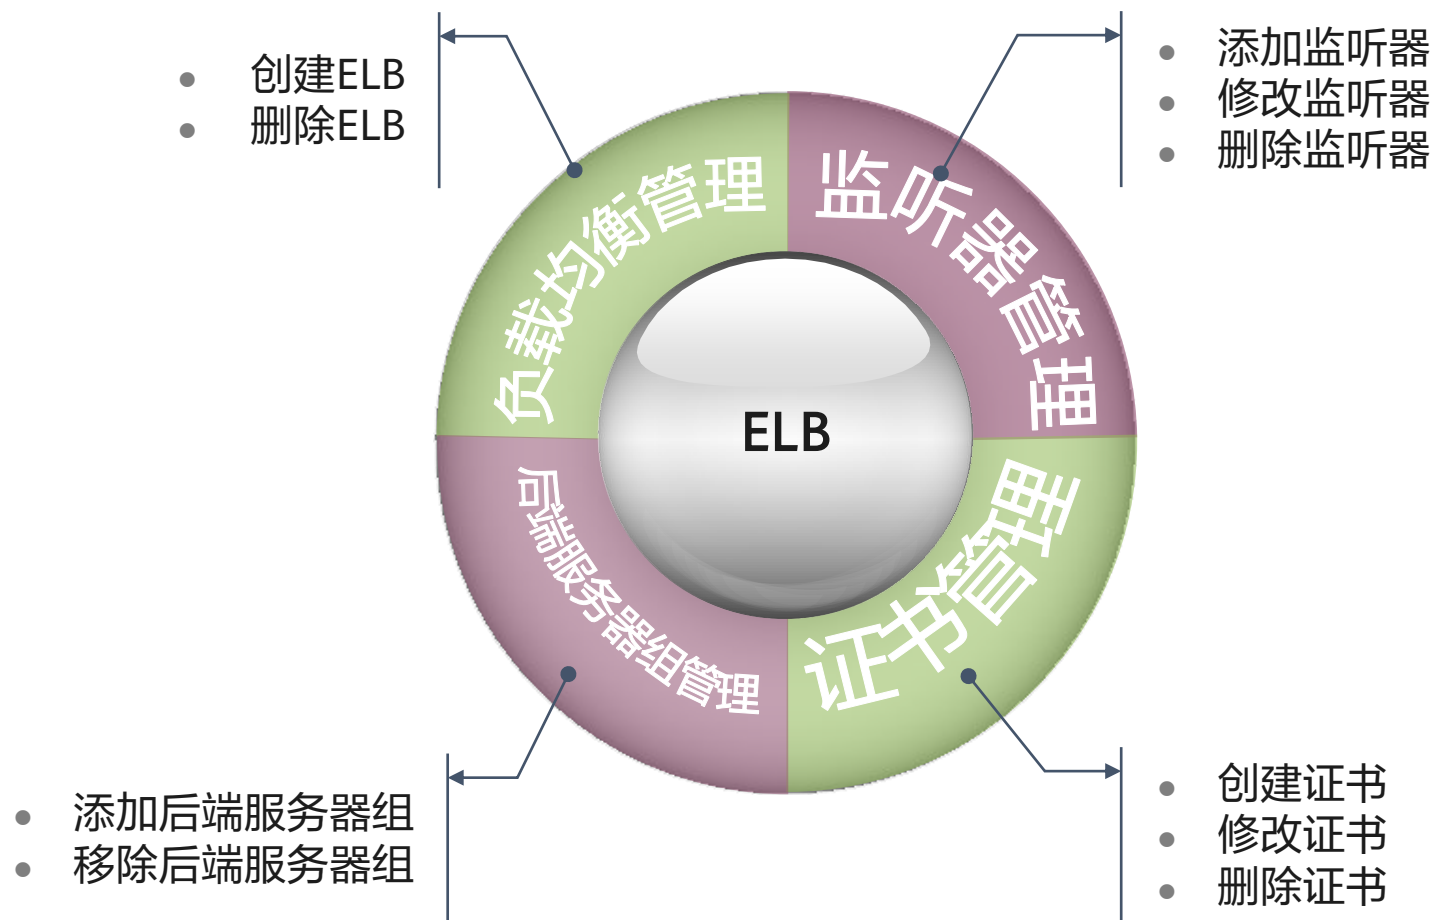 创建ELB
删除ELB
添加监听器
修改监听器
删除监听器
负载均衡管理
监听器管理
ELB
后端服务器组管理
证书管理
添加后端服务器组
移除后端服务器组
创建证书
修改证书
删除证书